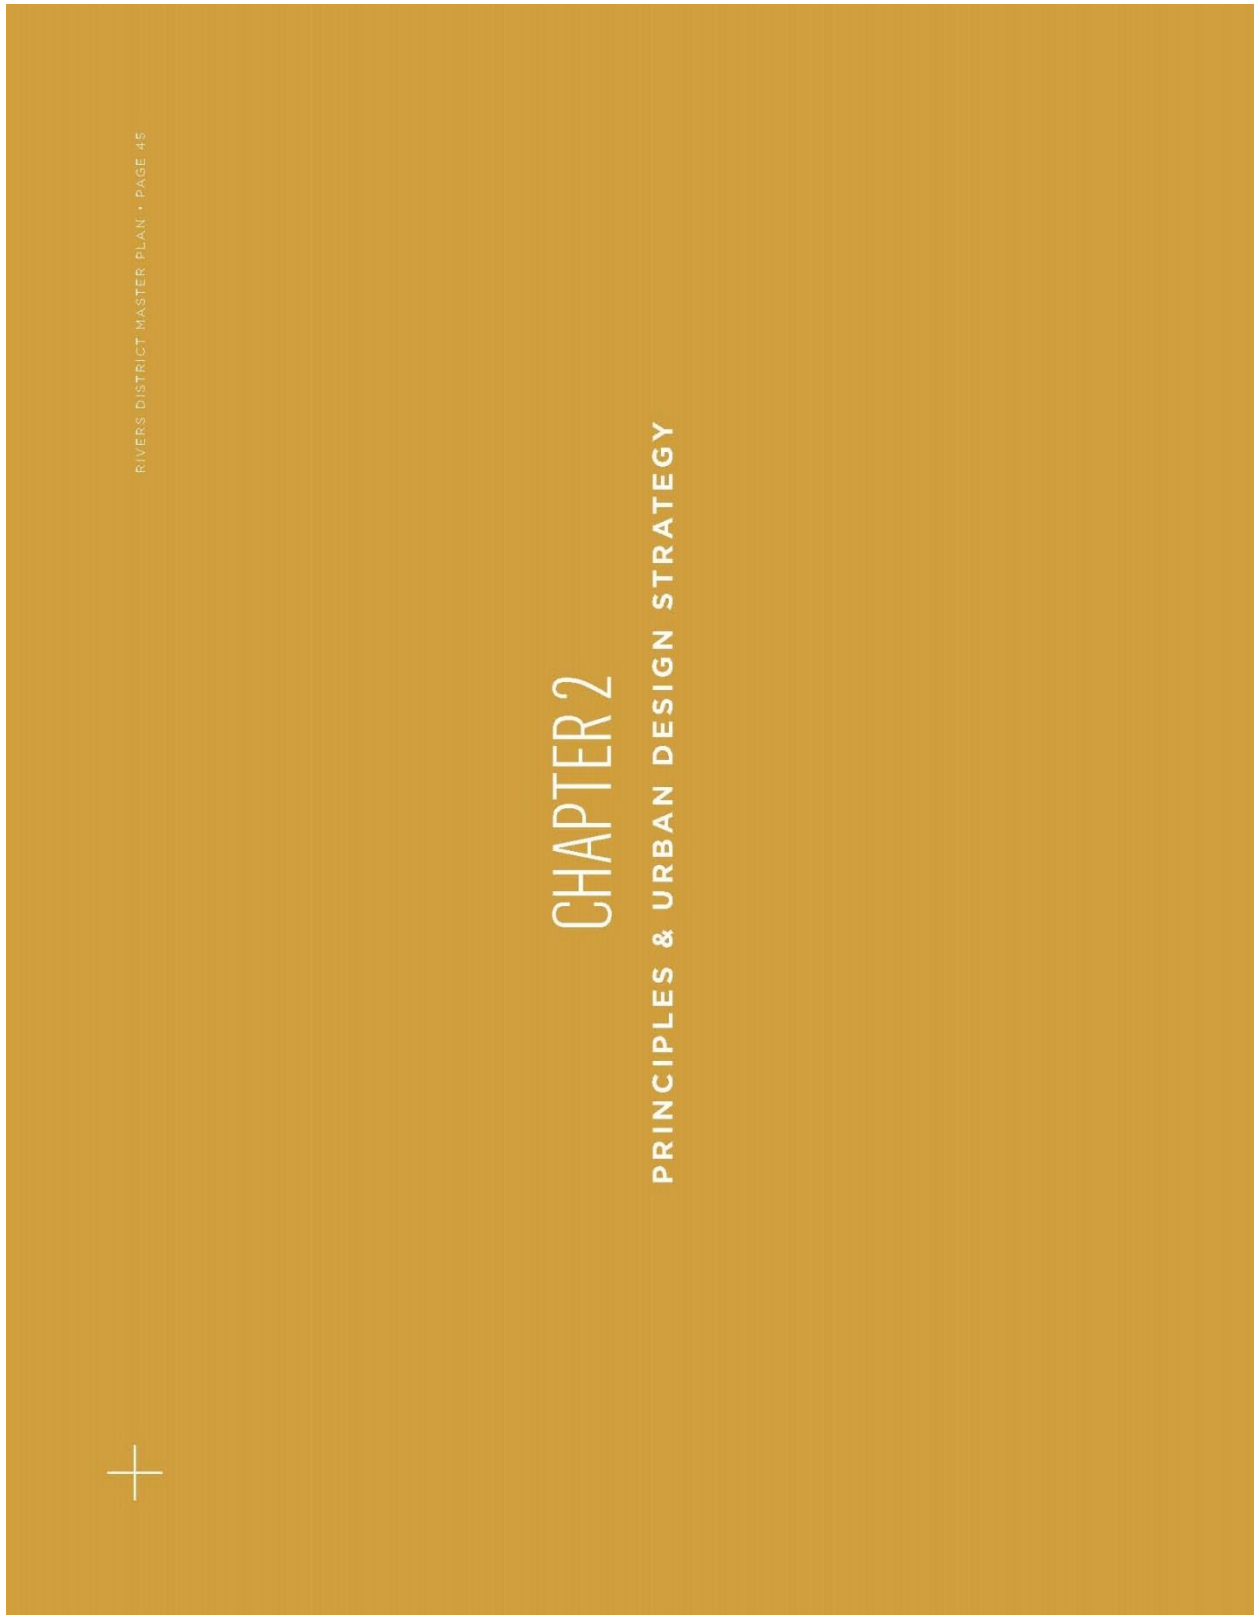 RIVERS DISTRICT MASTER PLAN • PAGE 45
CHAPTER 2
PRINCIPLES & URBAN DESIGN STRATEGY